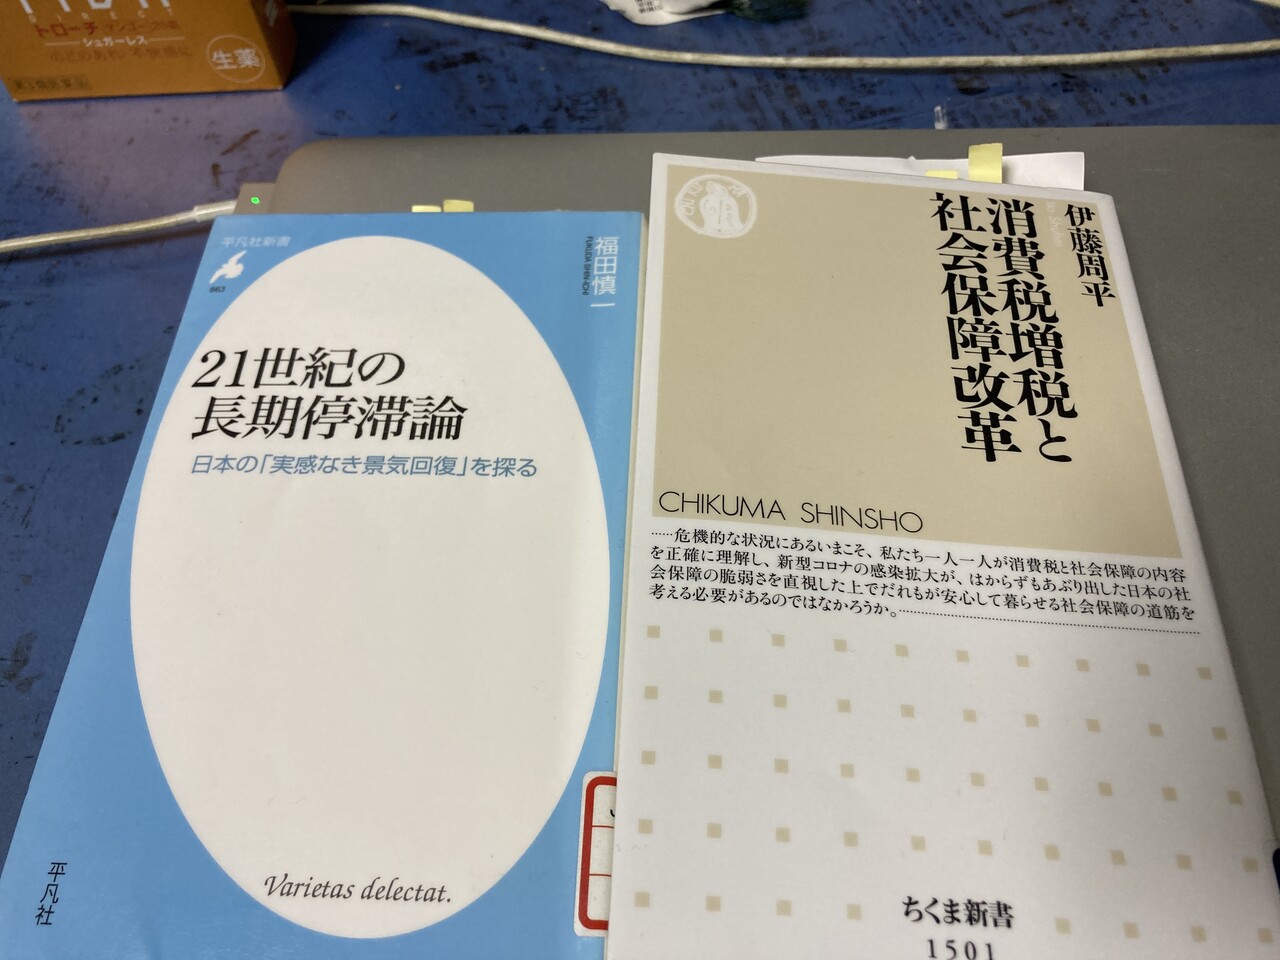 トローチ
シュガーレス
生薬
平凡社新書
863
福田慎一
FUKUDA SHIN-ICHI
21世紀の
長期停滞論
日本の「実感なき景気回復」を探る
Varietas delectat.
平凡社
伊藤周平
消費税増税と
社会保障改革
CHIKUMA SHINSHO
……危機的な状況にあるいまこそ、私たち一人一人が消費税と社会保障の内容
を正確に理解し、新型コロナの感染拡大が、はからずもあぶり出した日本の社
会保障の脆弱さを直視した上でだれもが安心して暮らせる社会保障の道筋を
考える必要があるのではなかろうか。……
ちくま新書
1501